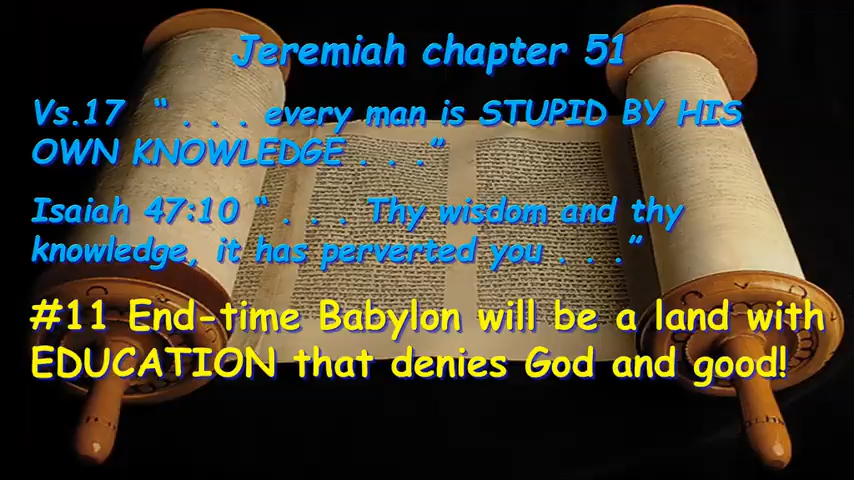 Jeremiah chapter 51
Vs.17 “ . . . every man is STUPID BY HIS
OWN KNOWLEDGE . . .”
Isaiah 47:10 “ . . . Thy wisdom and thy
knowledge, it has perverted you . . .”
#11 End-time Babylon will be a land with
EDUCATION that denies God and good!